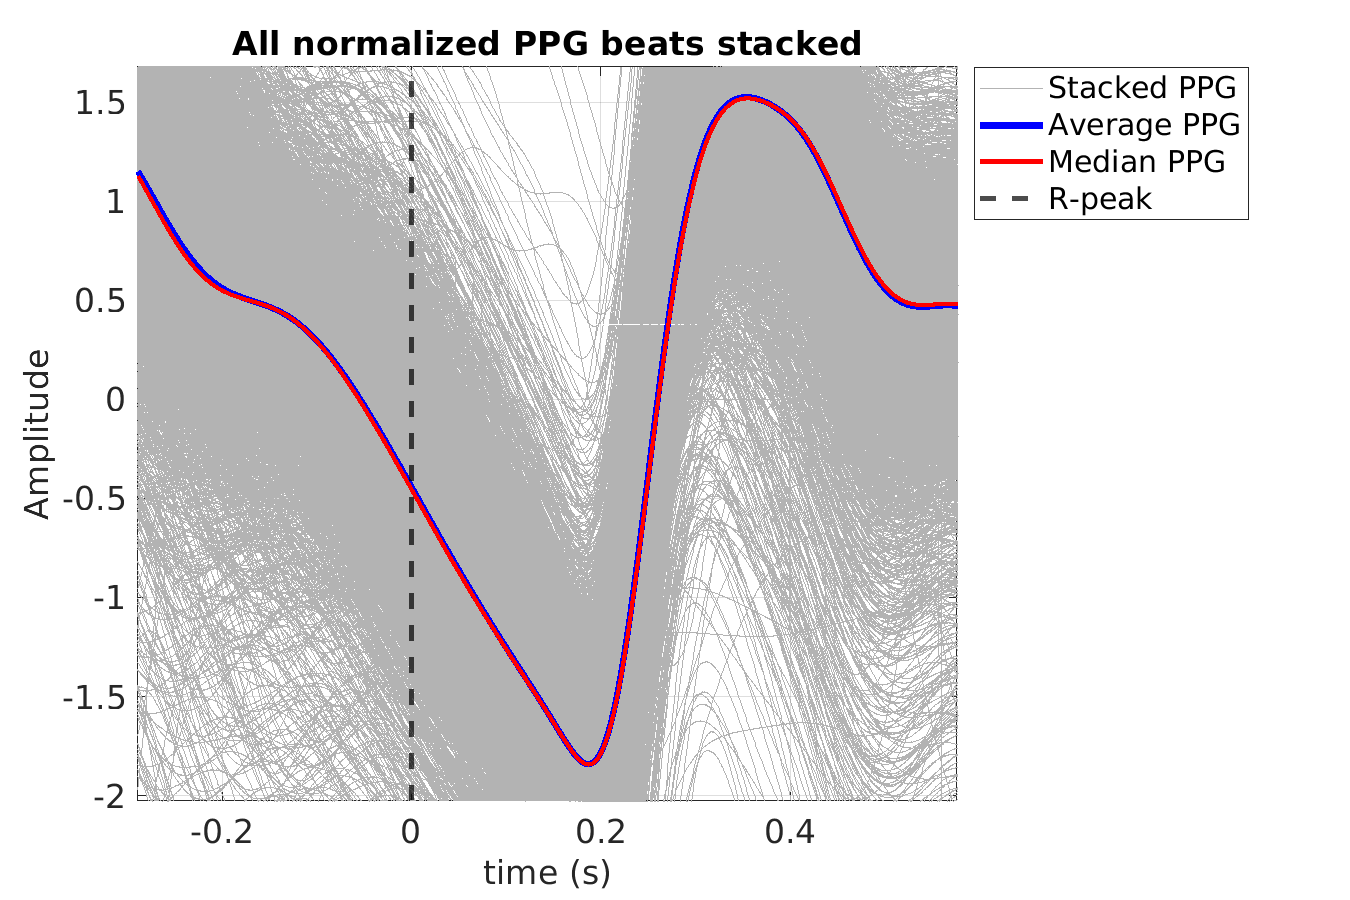 All normalized PPG beats stacked
Stacked PPG
Average PPG
Median PPG
R-peak
Amplitude
1.5
1
0.5
0
-0.5
-1
-1.5
-2
-0.2
0
0.2
0.4
time (s)